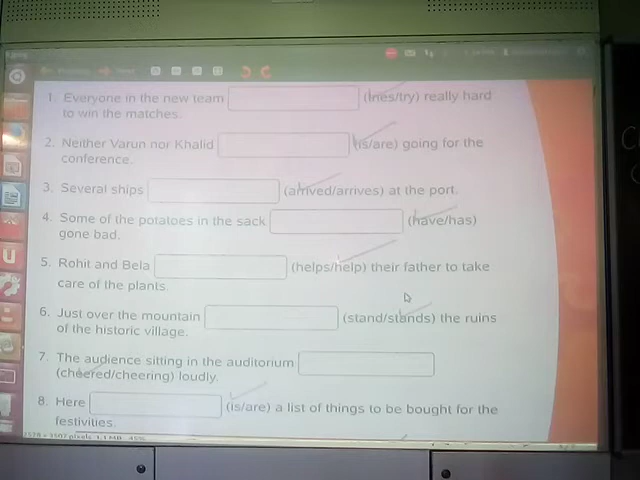 1. Everyone in the new team (tries/try) really hard
to win the matches.
2. Neither Varun nor Khalid (is/are) going for the
conference.
3. Several ships (arrived/arrives) at the port.
4. Some of the potatoes in the sack (have/has)
gone bad.
5. Rohit and Bela (helps/help) their father to take
care of the plants.
6. Just over the mountain (stand/stands) the ruins
of the historic village.
7. The audience sitting in the auditorium
(cheered/cheering) loudly.
8. Here (is/are) a list of things to be bought for the
festivities.